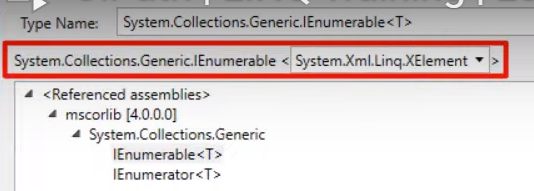 Type Name: System.Collections.Generic.IEnumerable<T>
System.Collections.Generic.IEnumerable < System.Xml.Linq.XElement >
<Referenced assemblies>
mscorlib [4.0.0.0]
System.Collections.Generic
IEnumerable<T>
IEnumerator<T>